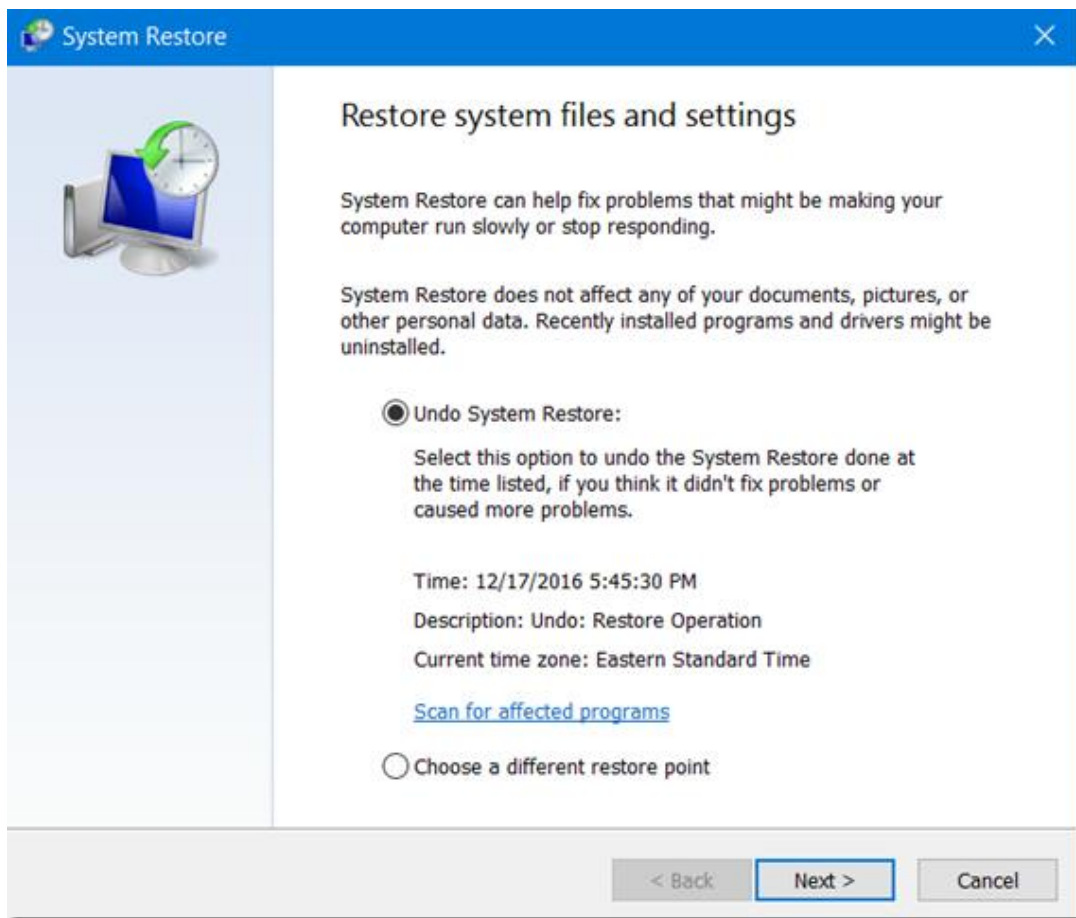 System Restore
Restore system files and settings
System Restore can help fix problems that might be making your
computer run slowly or stop responding.
System Restore does not affect any of your documents, pictures, or
other personal data. Recently installed programs and drivers might be
uninstalled.
Undo System Restore:
Select this option to undo the System Restore done at
the time listed, if you think it didn't fix problems or
caused more problems.
Time: 12/17/2016 5:45:30 PM
Description: Undo: Restore Operation
Current time zone: Eastern Standard Time
Scan for affected programs
Choose a different restore point
< Back Next > Cancel